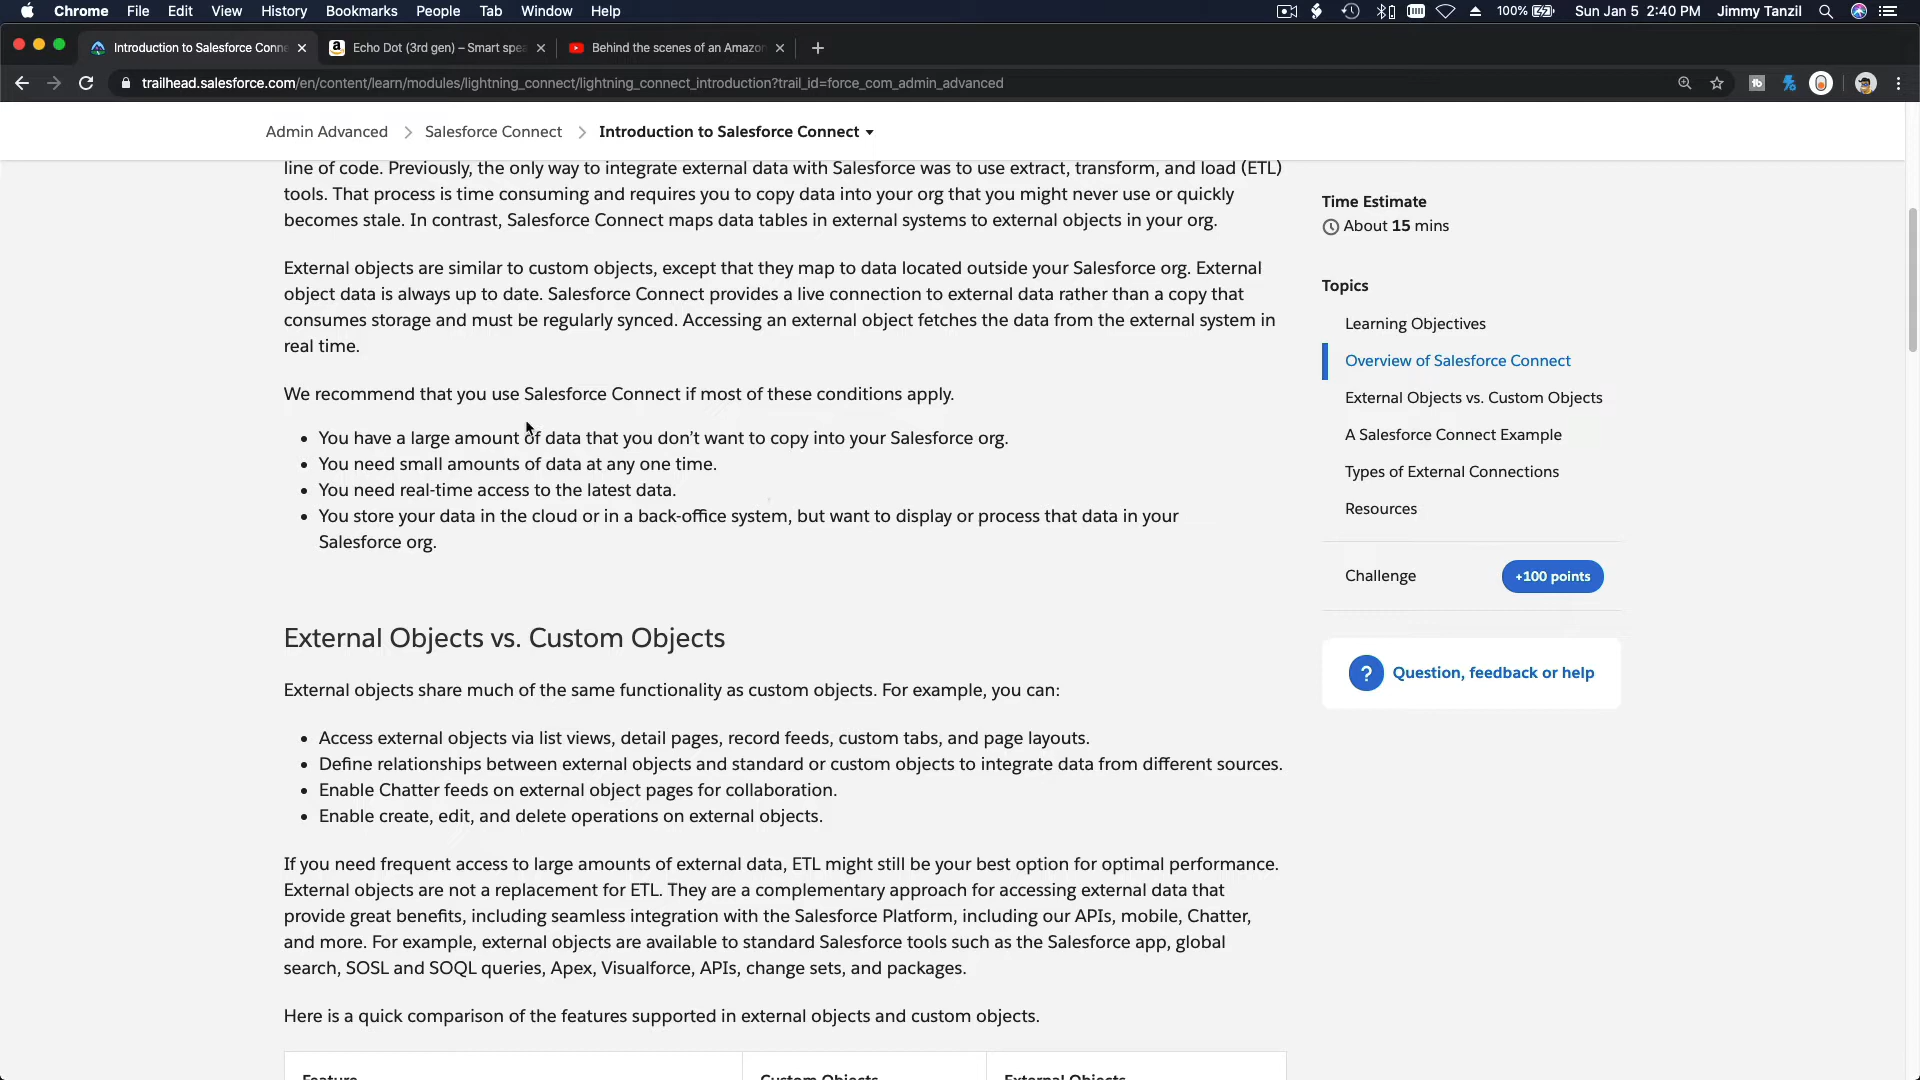 Chrome File Edit View History Bookmarks People Tab Window Help 100% Sun Jan 5 2:40 PM Jimmy Tanzil
Introduction to Salesforce Conne Echo Dot (3rd gen) – Smart spea Behind the scenes of an Amazon
trailhead.salesforce.com/en/content/learn/modules/lightning_connect/lightning_connect_introduction?trail_id=force_com_admin_advanced
Admin Advanced Salesforce Connect Introduction to Salesforce Connect
line of code. Previously, the only way to integrate external data with Salesforce was to use extract, transform, and load (ETL)
tools. That process is time consuming and requires you to copy data into your org that you might never use or quickly
becomes stale. In contrast, Salesforce Connect maps data tables in external systems to external objects in your org.
External objects are similar to custom objects, except that they map to data located outside your Salesforce org. External
object data is always up to date. Salesforce Connect provides a live connection to external data rather than a copy that
consumes storage and must be regularly synced. Accessing an external object fetches the data from the external system in
real time.
We recommend that you use Salesforce Connect if most of these conditions apply.
• You have a large amount of data that you don’t want to copy into your Salesforce org.
• You need small amounts of data at any one time.
• You need real-time access to the latest data.
• You store your data in the cloud or in a back-office system, but want to display or process that data in your
Salesforce org.
External Objects vs. Custom Objects
External objects share much of the same functionality as custom objects. For example, you can:
• Access external objects via list views, detail pages, record feeds, custom tabs, and page layouts.
• Define relationships between external objects and standard or custom objects to integrate data from different sources.
• Enable Chatter feeds on external object pages for collaboration.
• Enable create, edit, and delete operations on external objects.
If you need frequent access to large amounts of external data, ETL might still be your best option for optimal performance.
External objects are not a replacement for ETL. They are a complementary approach for accessing external data that
provide great benefits, including seamless integration with the Salesforce Platform, including our APIs, mobile, Chatter,
and more. For example, external objects are available to standard Salesforce tools such as the Salesforce app, global
search, SOSL and SOQL queries, Apex, Visualforce, APIs, change sets, and packages.
Here is a quick comparison of the features supported in external objects and custom objects.
Feature Custom Objects External Objects
Time Estimate
About 15 mins
Topics
Learning Objectives
Overview of Salesforce Connect
External Objects vs. Custom Objects
A Salesforce Connect Example
Types of External Connections
Resources
Challenge +100 points
? Question, feedback or help